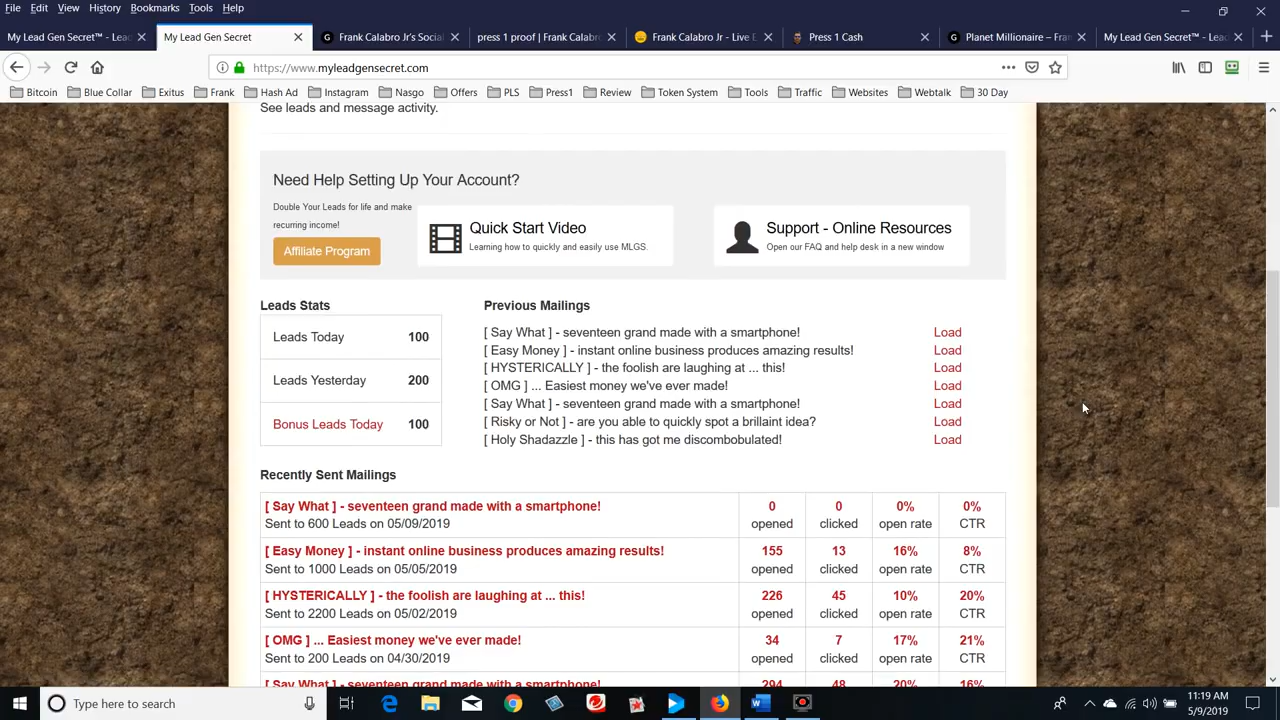 File Edit View History Bookmarks Tools Help
My Lead Gen Secret™ - Lead
My Lead Gen Secret
Frank Calabro Jr's Social
press 1 proof | Frank Calabro
Frank Calabro Jr - Live E
Press 1 Cash
Planet Millionaire – Fran
My Lead Gen Secret™ - Lead
https://www.myleadgensecret.com
Bitcoin Blue Collar Exitus Frank Hash Ad Instagram Nasgo Offers PLS Press1 Review Token System Tools Traffic Websites Webtalk 30 Day
See leads and message activity.
Need Help Setting Up Your Account?
Double Your Leads for life and make
recurring income!
Affiliate Program
Quick Start Video
Learning how to quickly and easily use MLGS.
Support - Online Resources
Open our FAQ and help desk in a new window
Leads Stats
Leads Today 100
Leads Yesterday 200
Bonus Leads Today 100
Previous Mailings
[ Say What ] - seventeen grand made with a smartphone! Load
[ Easy Money ] - instant online business produces amazing results! Load
[ HYSTERICALLY ] - the foolish are laughing at ... this! Load
[ OMG ] ... Easiest money we've ever made! Load
[ Say What ] - seventeen grand made with a smartphone! Load
[ Risky or Not ] - are you able to quickly spot a brillaint idea? Load
[ Holy Shadazzle ] - this has got me discombobulated! Load
Recently Sent Mailings
[ Say What ] - seventeen grand made with a smartphone! 0 0 0% 0%
Sent to 600 Leads on 05/09/2019 opened clicked open rate CTR
[ Easy Money ] - instant online business produces amazing results! 155 13 16% 8%
Sent to 1000 Leads on 05/05/2019 opened clicked open rate CTR
[ HYSTERICALLY ] - the foolish are laughing at ... this! 226 45 10% 20%
Sent to 2200 Leads on 05/02/2019 opened clicked open rate CTR
[ OMG ] ... Easiest money we've ever made! 34 7 17% 21%
Sent to 200 Leads on 04/30/2019 opened clicked open rate CTR
[ Say What ] - seventeen grand made with a smartphone! 294 48 20% 16%
Type here to search
11:19 AM
5/9/2019